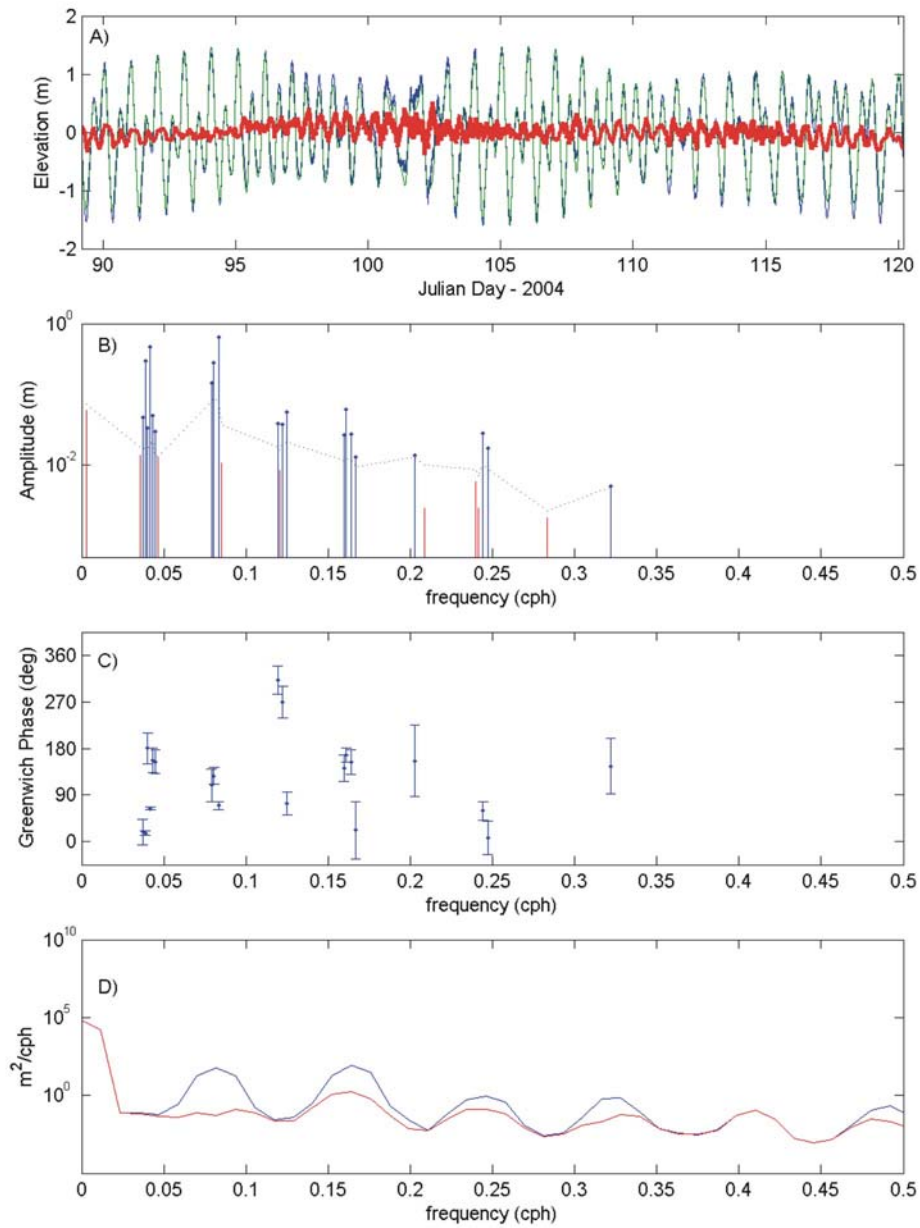 A)
Elevation (m)
2
1
0
-1
-2
90 95 100 105 110 115 120
Julian Day - 2004
B)
Amplitude (m)
10^0
10^-2
0 0.05 0.1 0.15 0.2 0.25 0.3 0.35 0.4 0.45 0.5
frequency (cph)
C)
Greenwich Phase (deg)
360
270
180
90
0
0 0.05 0.1 0.15 0.2 0.25 0.3 0.35 0.4 0.45 0.5
frequency (cph)
D)
m^2/cph
10^10
10^5
10^0
0 0.05 0.1 0.15 0.2 0.25 0.3 0.35 0.4 0.45 0.5
frequency (cph)